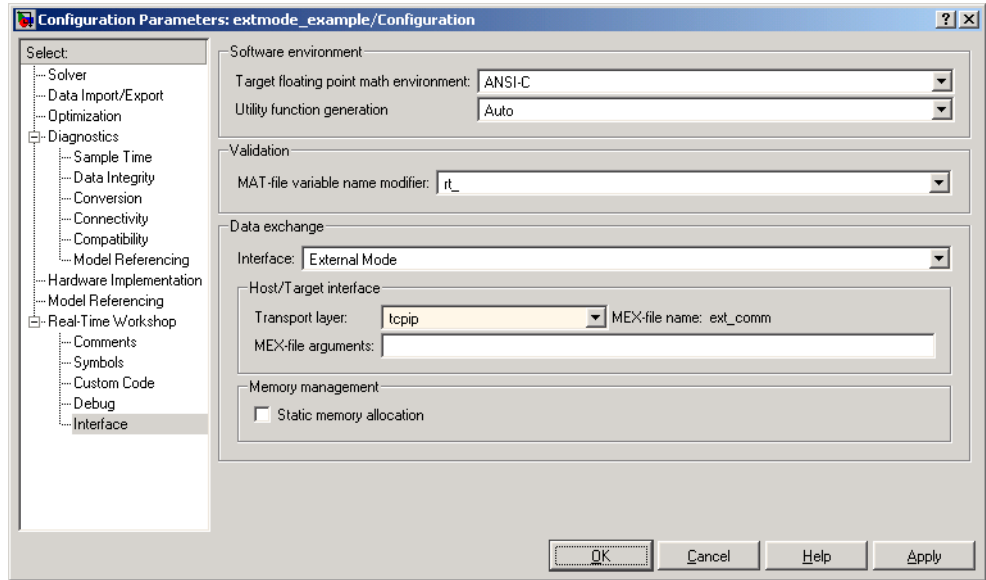 Configuration Parameters: extmode_example/Configuration
Select:
Solver
Data Import/Export
Optimization
Diagnostics
Sample Time
Data Integrity
Conversion
Connectivity
Compatibility
Model Referencing
Hardware Implementation
Model Referencing
Real-Time Workshop
Comments
Symbols
Custom Code
Debug
Interface
Software environment
Target floating point math environment: ANSI-C
Utility function generation Auto
Validation
MAT-file variable name modifier: rt_
Data exchange
Interface: External Mode
Host/Target interface
Transport layer: tcpip MEX-file name: ext_comm
MEX-file arguments:
Memory management
Static memory allocation
OK Cancel Help Apply